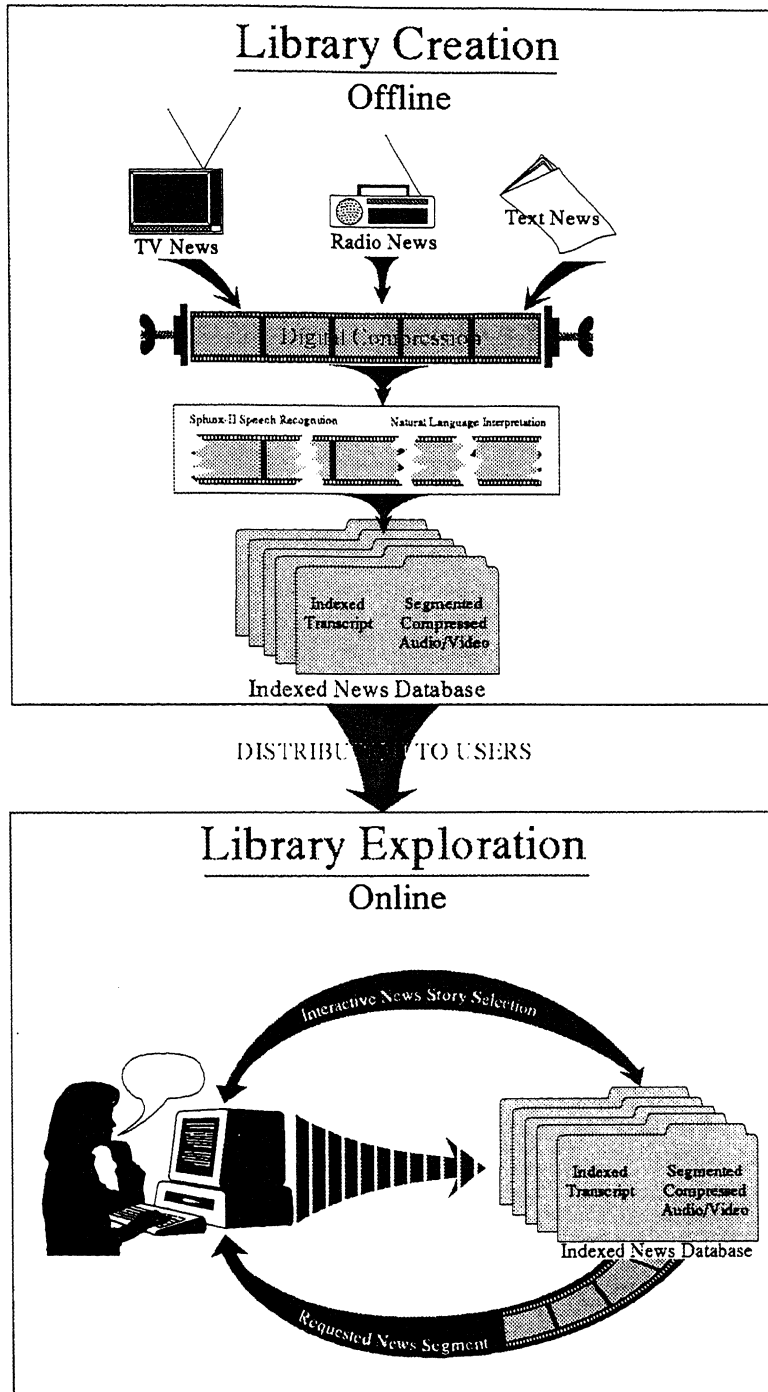 Library Creation
Offline
TV News
Radio News
Text News
Digital Compression
Sphinx-II Speech Recognition
Natural Language Interpretation
Indexed
Transcript
Segmented
Compressed
Audio/Video
Indexed News Database
TO USERS
Library Exploration
Online
Interactive News Story Selection
Indexed
Transcript
Segmented
Compressed
Audio/Video
Indexed News Database
Requested News Segment